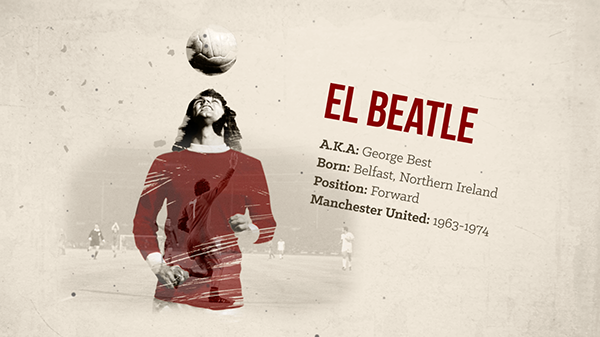 EL BEATLE
A.K.A: George Best
Born: Belfast, Northern Ireland
Position: Forward
Manchester United: 1963-1974